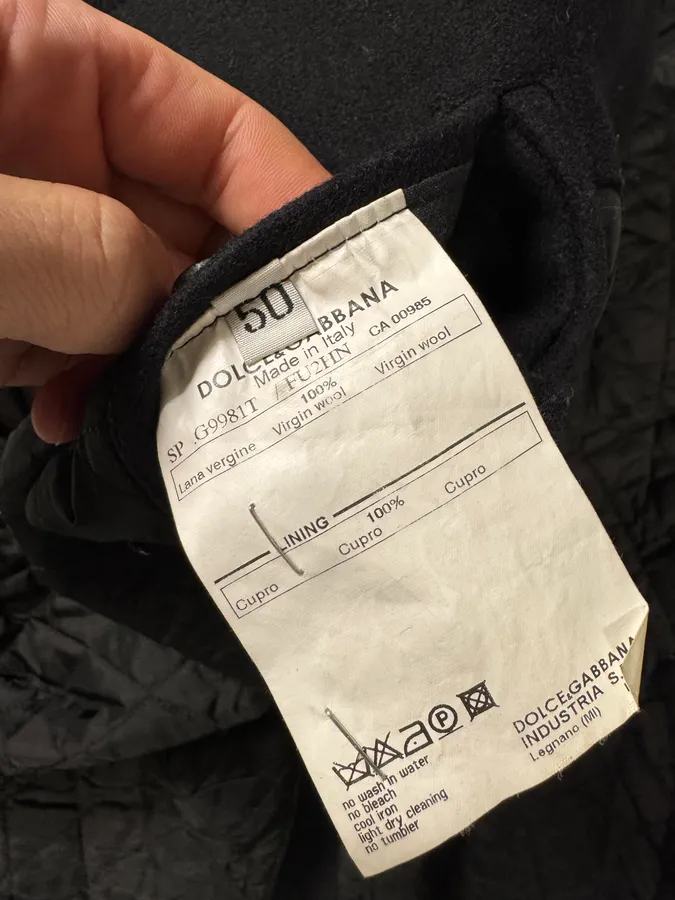 50
DOLCE&GABBANA
Made in Italy
CA 00985
SP .G9981T / FU2HN
100%
Lana vergine Virgin wool Virgin wool
LINING
100%
Cupro Cupro Cupro
P
no wash in water
no bleach
cool iron
light dry cleaning
no tumbler
DOLCE&GABBANA
INDUSTRIA S.
Legnano (MI)